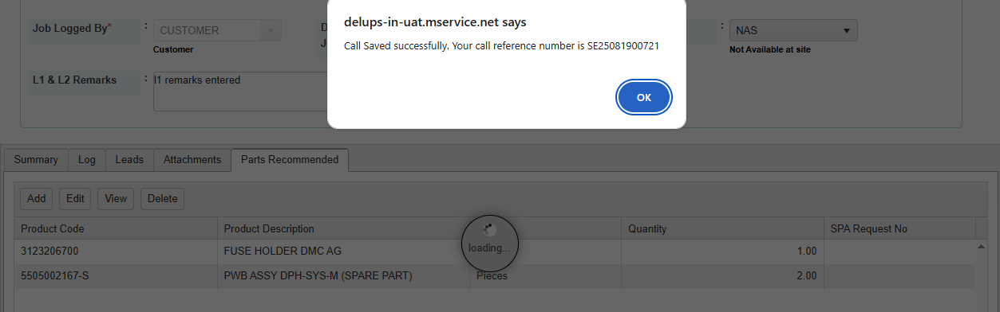 delups-in-uat.mservice.net says
Call Saved successfully. Your call reference number is SE25081900721
OK
Job Logged By* : CUSTOMER D : NAS
Customer J Not Available at site
L1 & L2 Remarks : l1 remarks entered
Summary Log Leads Attachments Parts Recommended
Add Edit View Delete
Product Code Product Description Quantity SPA Request No
loading...
3123206700 FUSE HOLDER DMC AG 1.00
5505002167-S PWB ASSY DPH-SYS-M (SPARE PART) Pieces 2.00